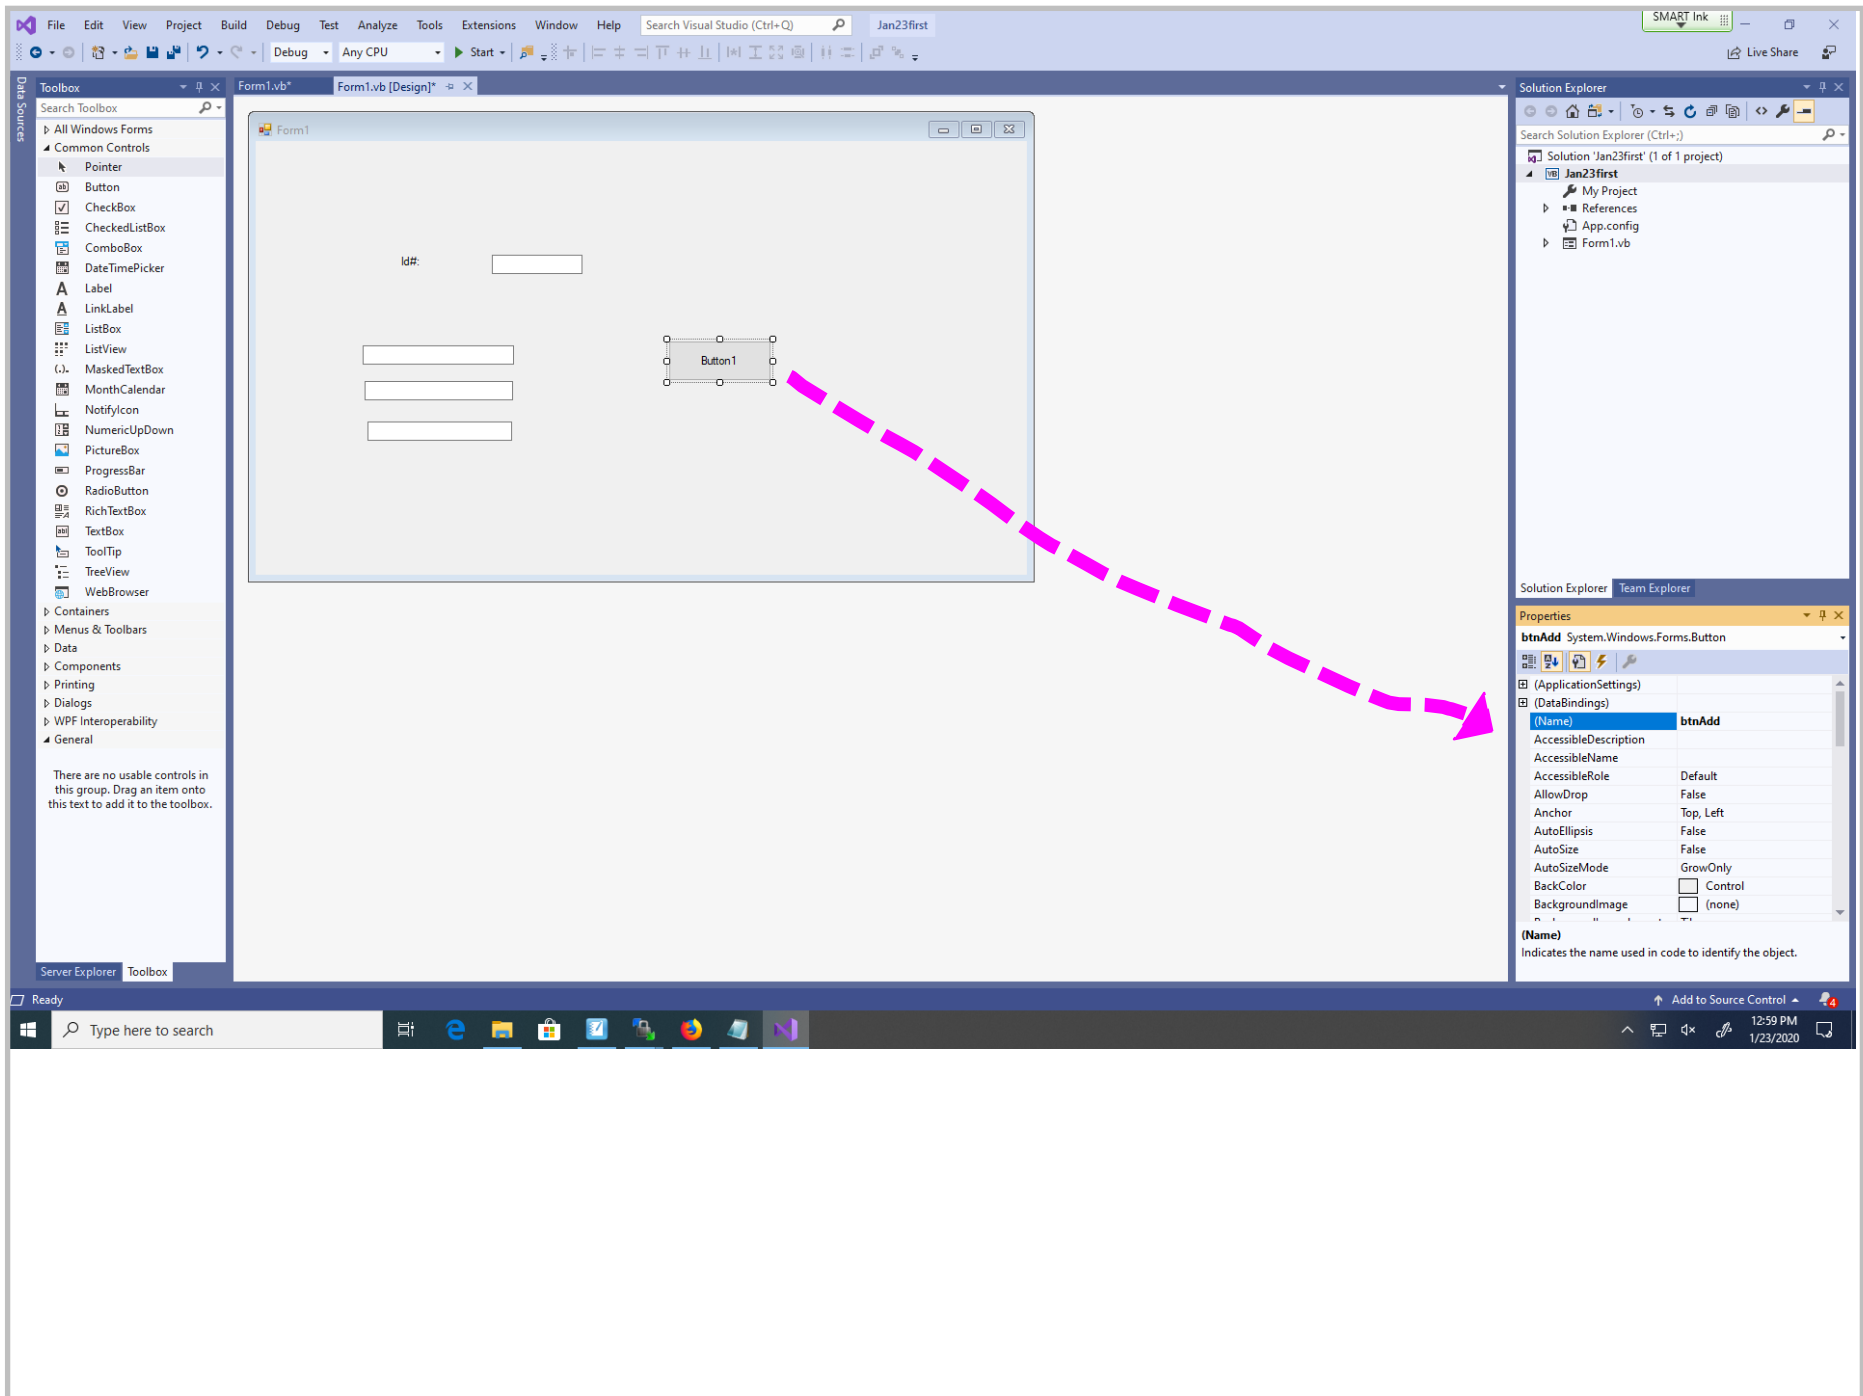 File Edit View Project Build Debug Test Analyze Tools Extensions Window Help Search Visual Studio (Ctrl+Q) Jan23first
SMART Ink
Debug Any CPU Start
Live Share
Data Sources
Toolbox
Search Toolbox
All Windows Forms
Common Controls
Pointer
Button
CheckBox
CheckedListBox
ComboBox
DateTimePicker
Label
LinkLabel
ListBox
ListView
MaskedTextBox
MonthCalendar
NotifyIcon
NumericUpDown
PictureBox
ProgressBar
RadioButton
RichTextBox
TextBox
ToolTip
TreeView
WebBrowser
Containers
Menus & Toolbars
Data
Components
Printing
Dialogs
WPF Interoperability
General
There are no usable controls in
this group. Drag an item onto
this text to add it to the toolbox.
Server Explorer Toolbox
Form1.vb* Form1.vb [Design]*
Form1
Id#:
Button1
Solution Explorer
Search Solution Explorer (Ctrl+;)
Solution 'Jan23first' (1 of 1 project)
Jan23first
My Project
References
App.config
Form1.vb
Solution Explorer Team Explorer
Properties
btnAdd System.Windows.Forms.Button
(ApplicationSettings)
(DataBindings)
(Name) btnAdd
AccessibleDescription
AccessibleName
AccessibleRole Default
AllowDrop False
Anchor Top, Left
AutoEllipsis False
AutoSize False
AutoSizeMode GrowOnly
BackColor Control
BackgroundImage (none)
(Name)
Indicates the name used in code to identify the object.
Ready
Add to Source Control
4
Type here to search
12:59 PM
1/23/2020